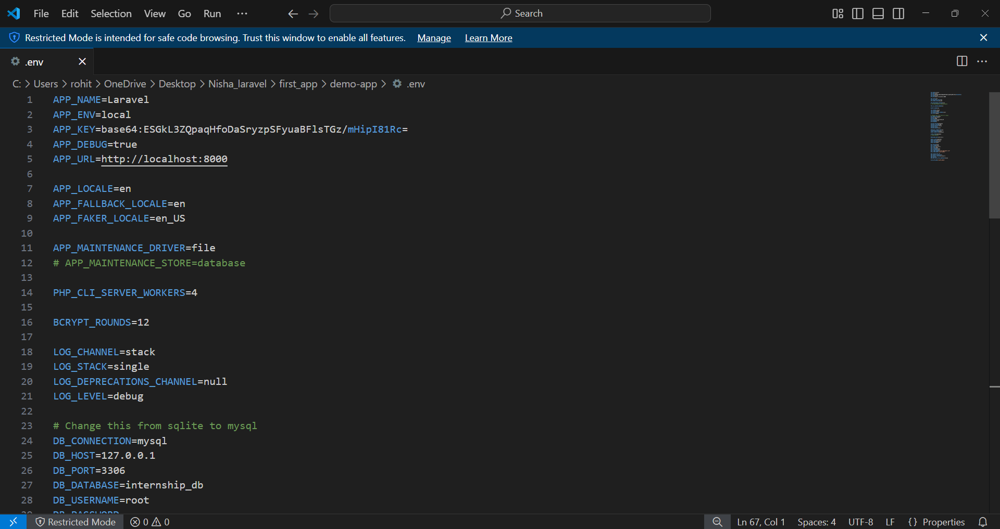 File Edit Selection View Go Run ··· Search
Restricted Mode is intended for safe code browsing. Trust this window to enable all features. Manage Learn More
.env
C: > Users > rohit > OneDrive > Desktop > Nisha_laravel > first_app > demo-app > .env
1 APP_NAME=Laravel
2 APP_ENV=local
3 APP_KEY=base64:ESGkL3ZQpaqHfoDaSryzpSFyuaBFlsTGz/mHipI81Rc=
4 APP_DEBUG=true
5 APP_URL=http://localhost:8000
6
7 APP_LOCALE=en
8 APP_FALLBACK_LOCALE=en
9 APP_FAKER_LOCALE=en_US
10
11 APP_MAINTENANCE_DRIVER=file
12 # APP_MAINTENANCE_STORE=database
13
14 PHP_CLI_SERVER_WORKERS=4
15
16 BCRYPT_ROUNDS=12
17
18 LOG_CHANNEL=stack
19 LOG_STACK=single
20 LOG_DEPRECATIONS_CHANNEL=null
21 LOG_LEVEL=debug
22
23 # Change this from sqlite to mysql
24 DB_CONNECTION=mysql
25 DB_HOST=127.0.0.1
26 DB_PORT=3306
27 DB_DATABASE=internship_db
28 DB_USERNAME=root
29 DB_PASSWORD=
Restricted Mode 0 0 Ln 67, Col 1 Spaces: 4 UTF-8 LF {} Properties